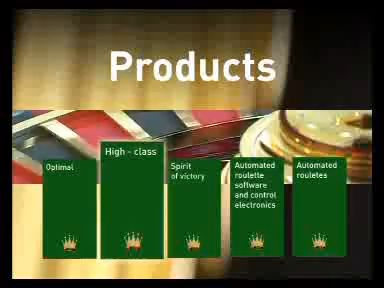 Products
Optimal
High - class
Spirit
of victory
Automated
roulette
software
and control
electronics
Automated
rouletes